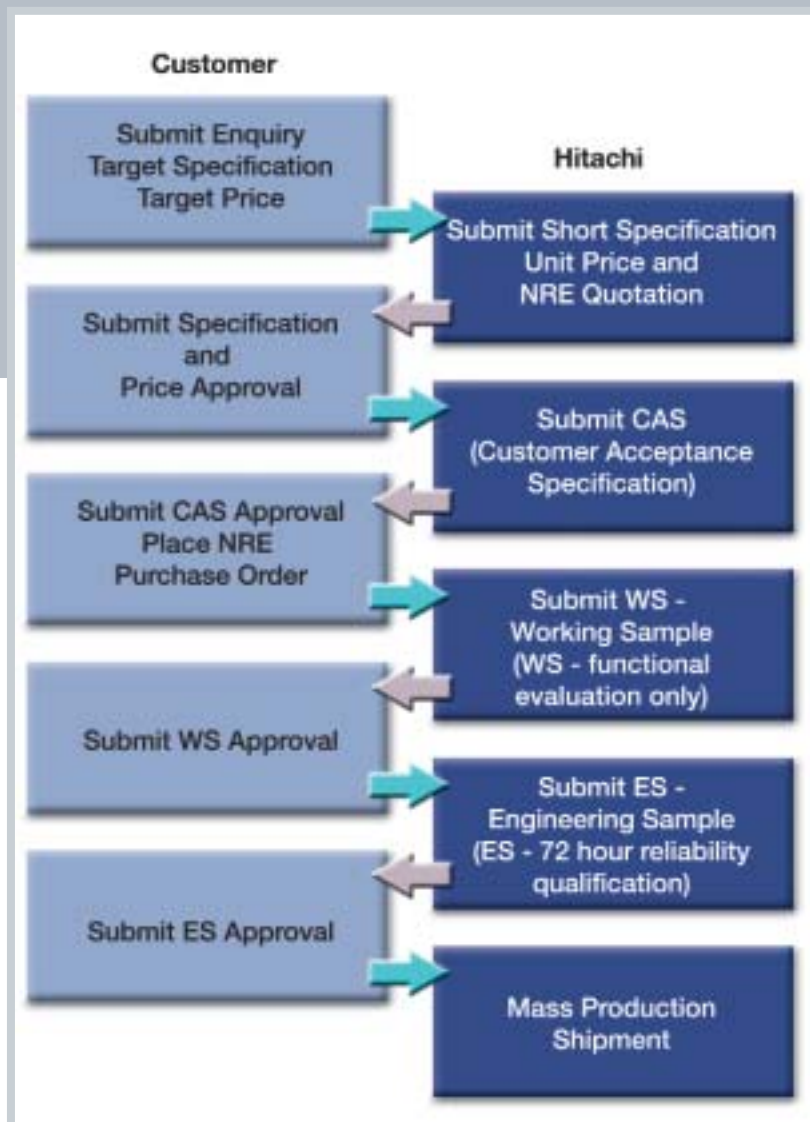 Customer
Submit Enquiry
Target Specification
Target Price
Hitachi
Submit Short Specification
Unit Price and
NRE Quotation
Submit Specification
and
Price Approval
Submit CAS
(Customer Acceptance
Specification)
Submit CAS Approval
Place NRE
Purchase Order
Submit WS -
Working Sample
(WS - functional
evaluation only)
Submit WS Approval
Submit ES -
Engineering Sample
(ES - 72 hour reliability
qualification)
Submit ES Approval
Mass Production
Shipment